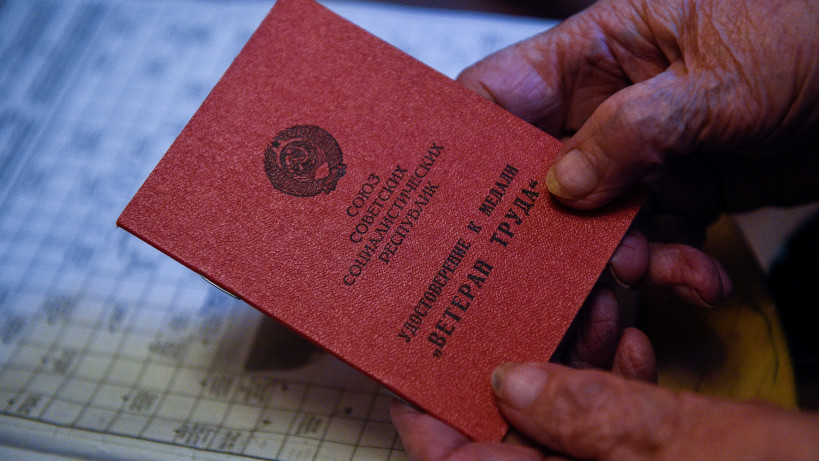 СОЮЗ
СОВЕТСКИХ
СОЦИАЛИСТИЧЕСКИХ
РЕСПУБЛИК
УДОСТОВЕРЕНИЕ К МЕДАЛИ
„ВЕТЕРАН ТРУДА“